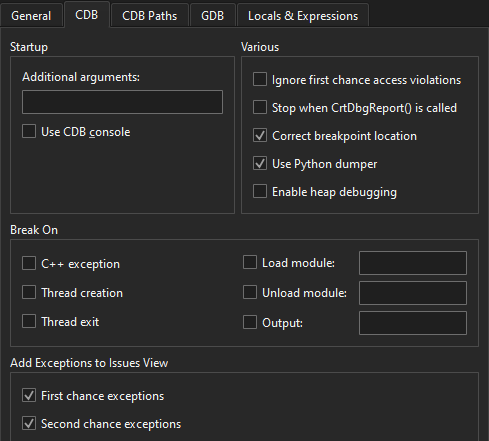 General CDB CDB Paths GDB Locals & Expressions
Startup
Additional arguments:
Use CDB console
Various
Ignore first chance access violations
Stop when CrtDbgReport() is called
Correct breakpoint location
Use Python dumper
Enable heap debugging
Break On
C++ exception
Thread creation
Thread exit
Load module:
Unload module:
Output:
Add Exceptions to Issues View
First chance exceptions
Second chance exceptions